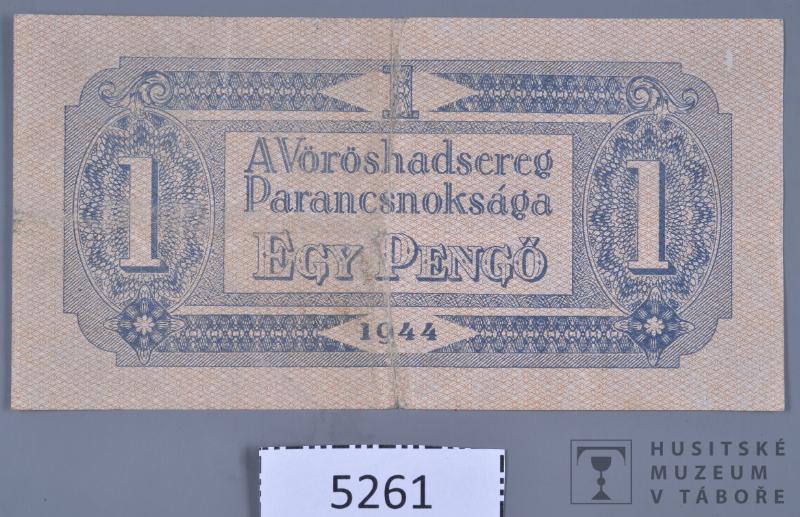 1
A Vöröshadsereg
Parancsnoksága
EGY PENGŐ
1
1
1944
5261
HUSITSKÉ
MUZEUM
V TÁBOŘE